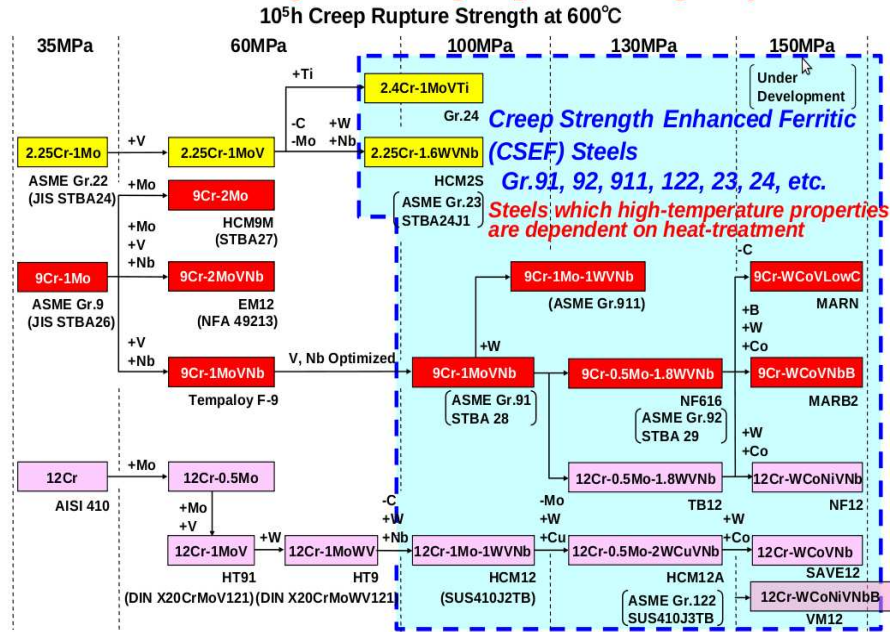 10⁵h Creep Rupture Strength at 600℃
35MPa
60MPa
100MPa
130MPa
150MPa
+Ti
2.4Cr-1MoVTi
Gr.24
Under
Development
-C
-Mo
+W
+Nb
Creep Strength Enhanced Ferritic
(CSEF) Steels
Gr.91, 92, 911, 122, 23, 24, etc.
Steels which high-temperature properties
are dependent on heat-treatment
2.25Cr-1Mo
+V
2.25Cr-1MoV
2.25Cr-1.6WVNb
ASME Gr.22
(JIS STBA24)
HCM2S
ASME Gr.23
STBA24J1
+Mo
9Cr-2Mo
HCM9M
(STBA27)
+Mo
+V
+Nb
9Cr-1Mo
9Cr-2MoVNb
9Cr-1Mo-1WVNb
-C
9Cr-WCoVLowC
ASME Gr.9
(JIS STBA26)
EM12
(NFA 49213)
(ASME Gr.911)
MARN
+V
+Nb
V, Nb Optimized
+W
+B
+W
+Co
9Cr-1MoVNb
9Cr-1MoVNb
9Cr-0.5Mo-1.8WVNb
9Cr-WCoVNbB
Tempaloy F-9
ASME Gr.91
STBA 28
NF616
ASME Gr.92
STBA 29
MARB2
+W
+Co
12Cr
+Mo
12Cr-0.5Mo
12Cr-0.5Mo-1.8WVNb
12Cr-WCoNiVNb
AISI 410
TB12
NF12
+Mo
+V
+W
-C
+W
+Nb
-Mo
+W
+Cu
+W
+Co
12Cr-1MoV
12Cr-1MoWV
12Cr-1Mo-1WVNb
12Cr-0.5Mo-2WCuVNb
12Cr-WCoVNb
HT91
(DIN X20CrMoV121)
HT9
(DIN X20CrMoWV121)
HCM12
(SUS410J2TB)
HCM12A
ASME Gr.122
SUS410J3TB
SAVE12
12Cr-WCoNiVNbB
VM12